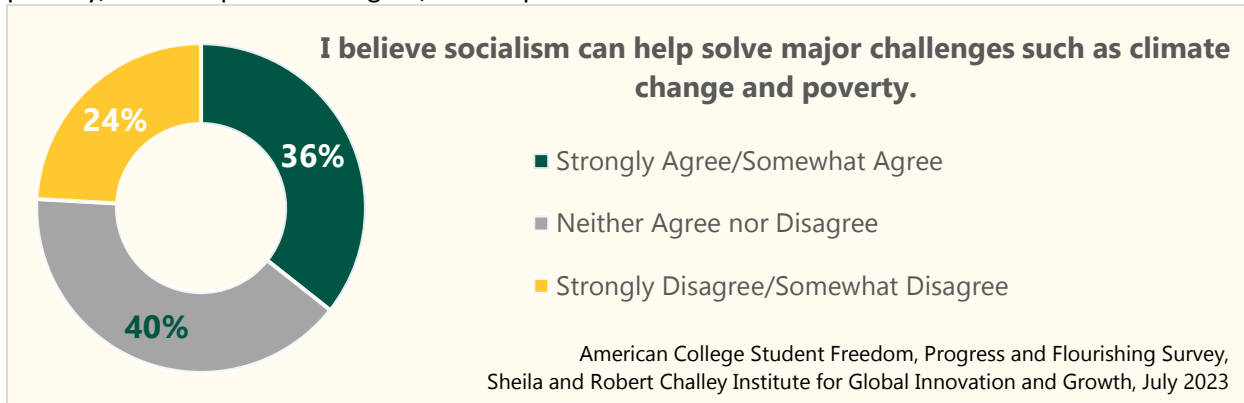 I believe socialism can help solve major challenges such as climate
change and poverty.
24%
36%
40%
Strongly Agree/Somewhat Agree
Neither Agree nor Disagree
Strongly Disagree/Somewhat Disagree
American College Student Freedom, Progress and Flourishing Survey,
Sheila and Robert Challey Institute for Global Innovation and Growth, July 2023